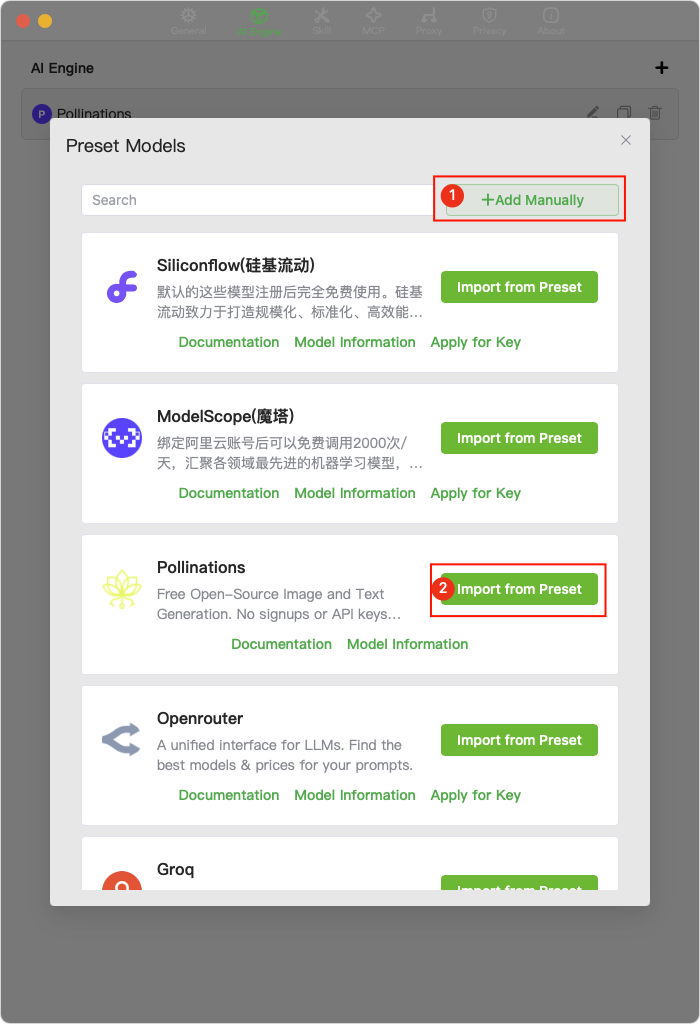 General
AI Engine
Skill
MCP
Proxy
Privacy
About
AI Engine
P
Pollinations
Preset Models
Search
1
+Add Manually
Siliconflow(硅基流动)
默认的这些模型注册后完全免费使用。硅基
流动致力于打造规模化、标准化、高效能...
Import from Preset
Documentation
Model Information
Apply for Key
ModelScope(魔塔)
绑定阿里云账号后可以免费调用2000次/
天，汇聚各领域最先进的机器学习模型，...
Import from Preset
Documentation
Model Information
Apply for Key
Pollinations
Free Open-Source Image and Text
Generation. No signups or API keys...
2
Import from Preset
Documentation
Model Information
Openrouter
A unified interface for LLMs. Find the
best models & prices for your prompts.
Import from Preset
Documentation
Model Information
Apply for Key
Groq
Import from Preset